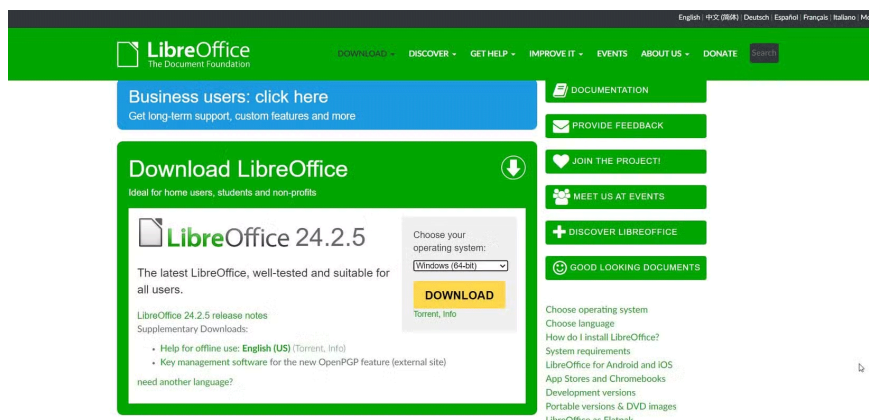 English | 中文 (简体) | Deutsch | Español | Français | Italiano |
LibreOffice
The Document Foundation
DOWNLOAD
DISCOVER
GET HELP
IMPROVE IT
EVENTS
ABOUT US
DONATE
Search
Business users: click here
Get long-term support, custom features and more
Download LibreOffice
Ideal for home users, students and non-profits
LibreOffice 24.2.5
The latest LibreOffice, well-tested and suitable for
all users.
LibreOffice 24.2.5 release notes
Supplementary Downloads:
• Help for offline use: English (US) (Torrent, Info)
• Key management software for the new OpenPGP feature (external site)
need another language?
Choose your
operating system:
Windows (64-bit)
DOWNLOAD
Torrent, Info
DOCUMENTATION
PROVIDE FEEDBACK
JOIN THE PROJECT!
MEET US AT EVENTS
DISCOVER LIBREOFFICE
GOOD LOOKING DOCUMENTS
Choose operating system
Choose language
How do I install LibreOffice?
System requirements
LibreOffice for Android and iOS
App Stores and Chromebooks
Development versions
Portable versions & DVD images
LibreOffice as Flatpak